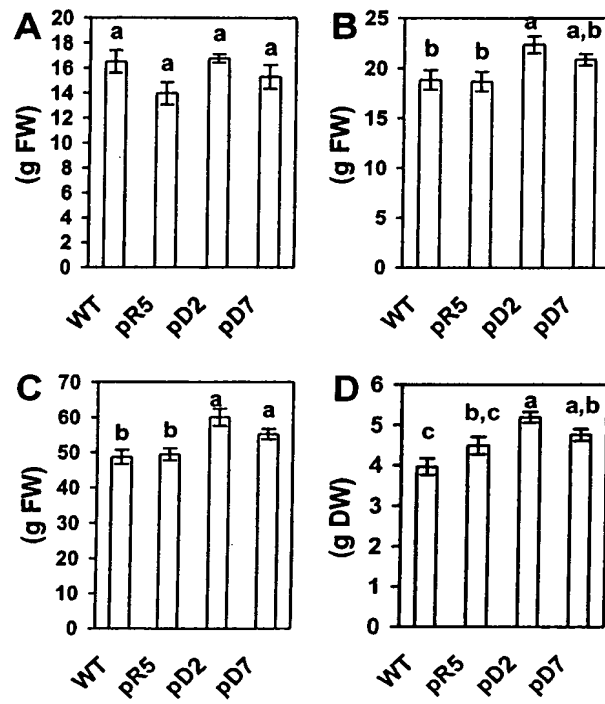 A
(g FW)
20
18
16
14
12
10
8
6
4
2
0
a
a
a
a
WT
pR5
pD2
pD7
B
(g FW)
25
20
15
10
5
0
b
b
a
a,b
WT
pR5
pD2
pD7
C
(g FW)
70
60
50
40
30
20
10
0
b
b
a
a
WT
pR5
pD2
pD7
D
(g DW)
6
5
4
3
2
1
0
c
b,c
a
a,b
WT
pR5
pD2
pD7